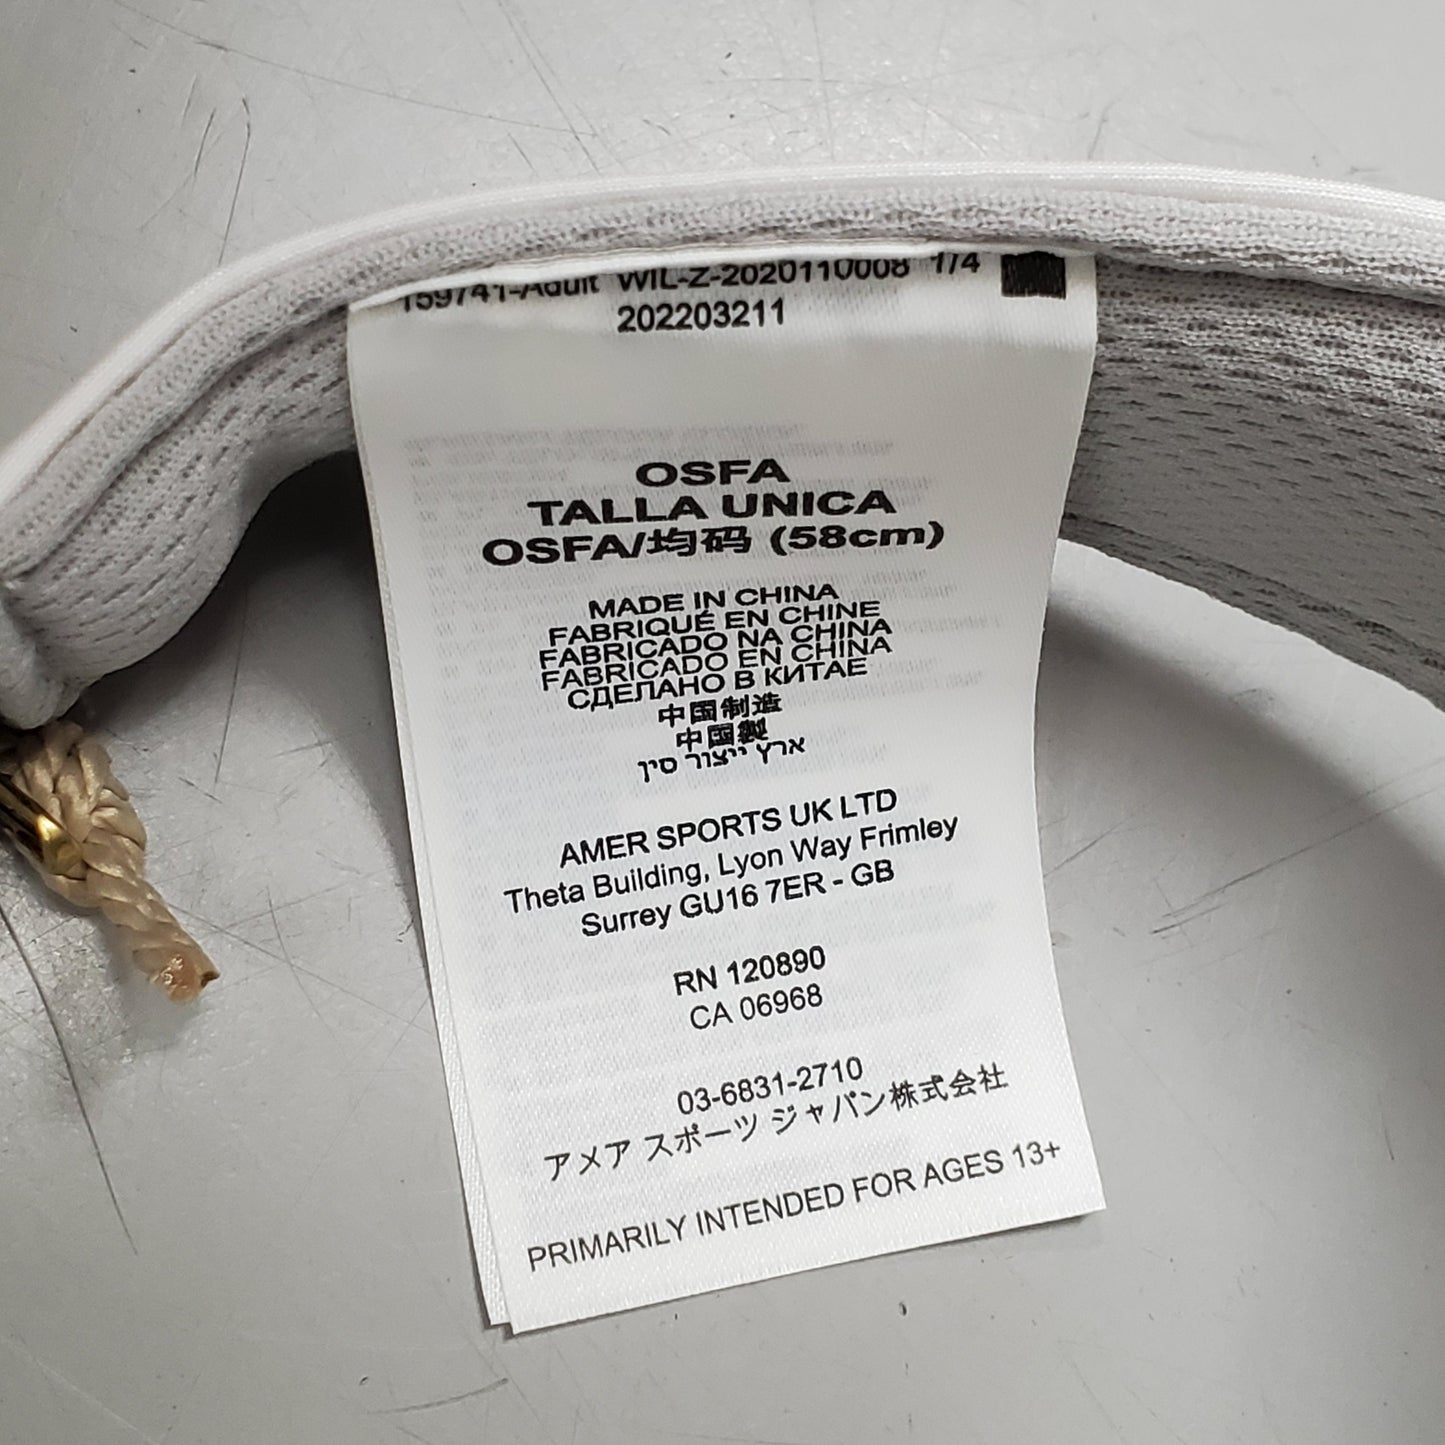 159741-Adult WIL-Z-2020110008 1/4
202203211
OSFA
TALLA UNICA
OSFA/均码 (58cm)
MADE IN CHINA
FABRIQUÉ EN CHINE
FABRICADO NA CHINA
FABRICADO EN CHINA
СДЕЛАНО В КИТАЕ
中国制造
中国製
ארץ ייצור סין
AMER SPORTS UK LTD
Theta Building, Lyon Way Frimley
Surrey GU16 7ER - GB
RN 120890
CA 06968
03-6831-2710
アメア スポーツ ジャパン株式会社
PRIMARILY INTENDED FOR AGES 13+